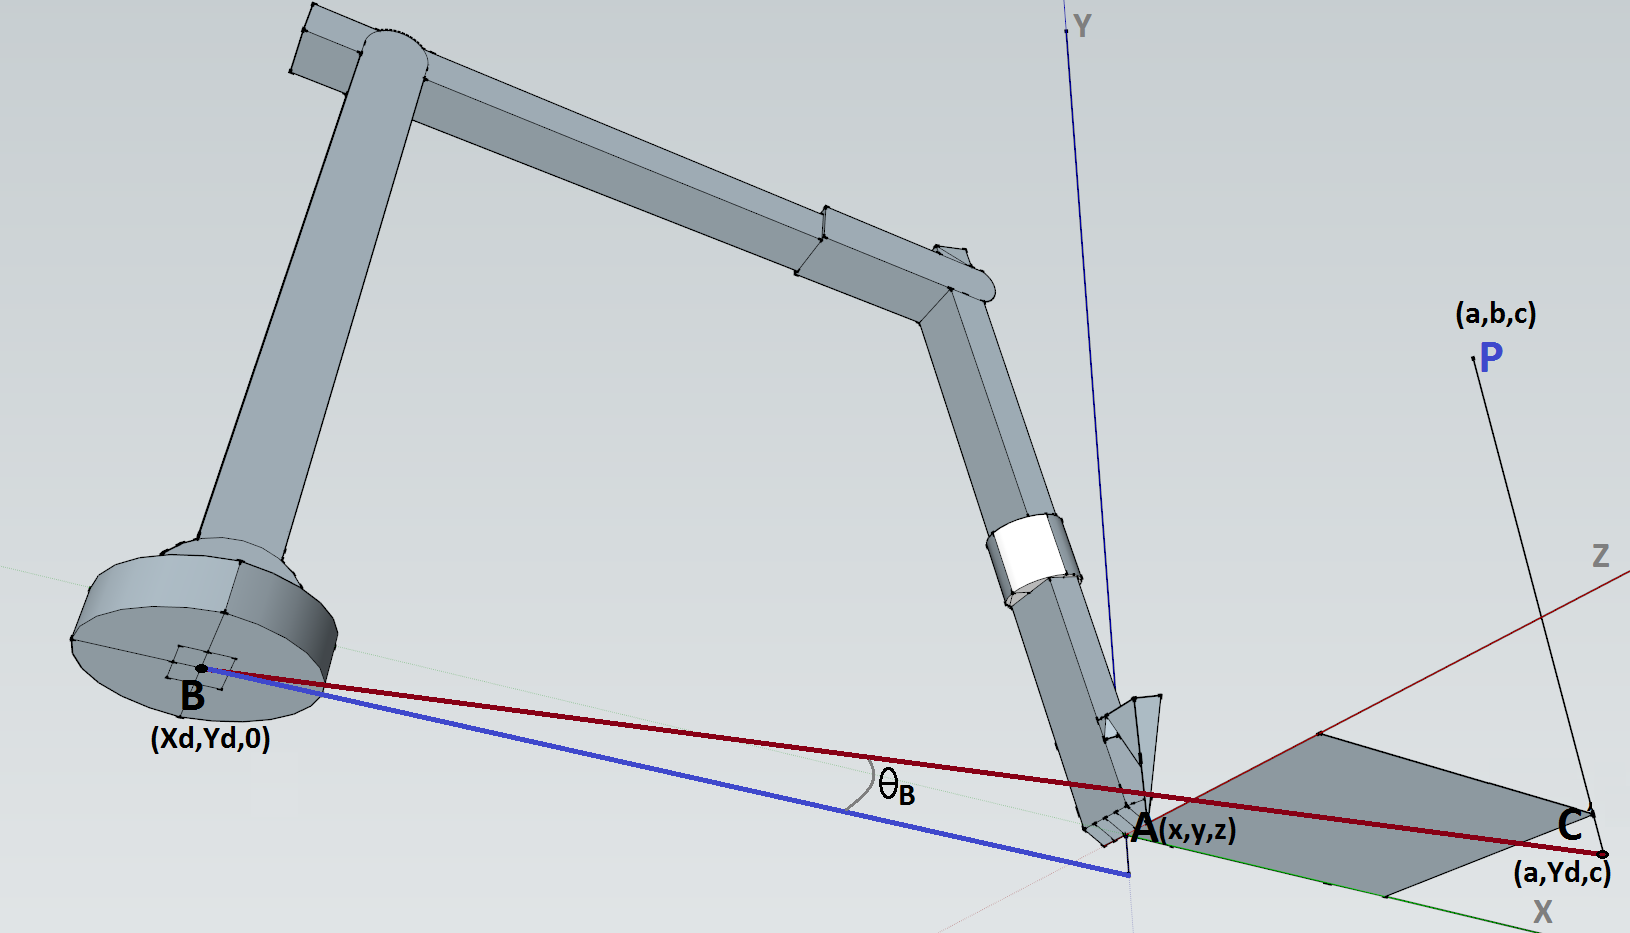 Y
(a,b,c)
P
Z
B
(Xd,Yd,0)
θB
A(x,y,z)
C
(a,Yd,c)
X